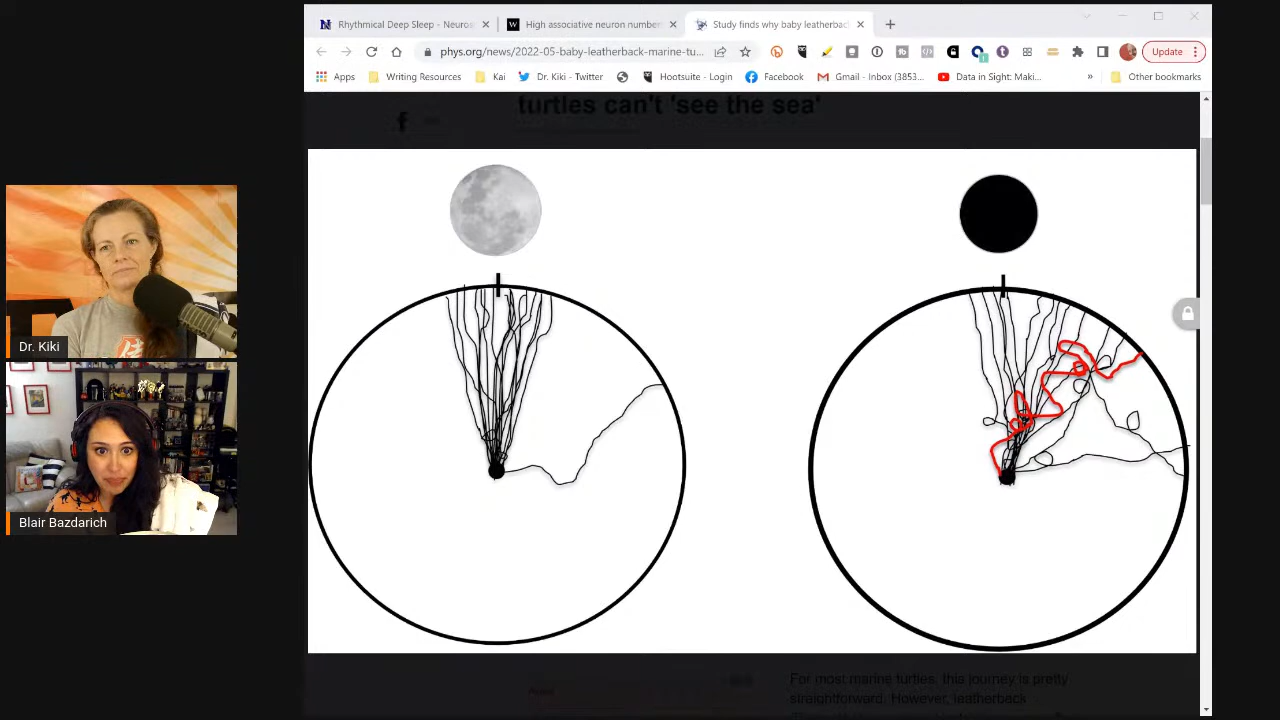 Rhythmical Deep Sleep - Neuros
High associative neuron number
Study finds why baby leatherbac
phys.org/news/2022-05-baby-leatherback-marine-tu...
Update
Apps
Writing Resources
Kai
Dr. Kiki - Twitter
Hootsuite - Login
Facebook
Gmail - Inbox (3853...
Data in Sight: Maki...
»
Other bookmarks
turtles can't 'see the sea'
Dr. Kiki
Blair Bazdarich
For most marine turtles, this journey is pretty
straightforward. However, leatherback